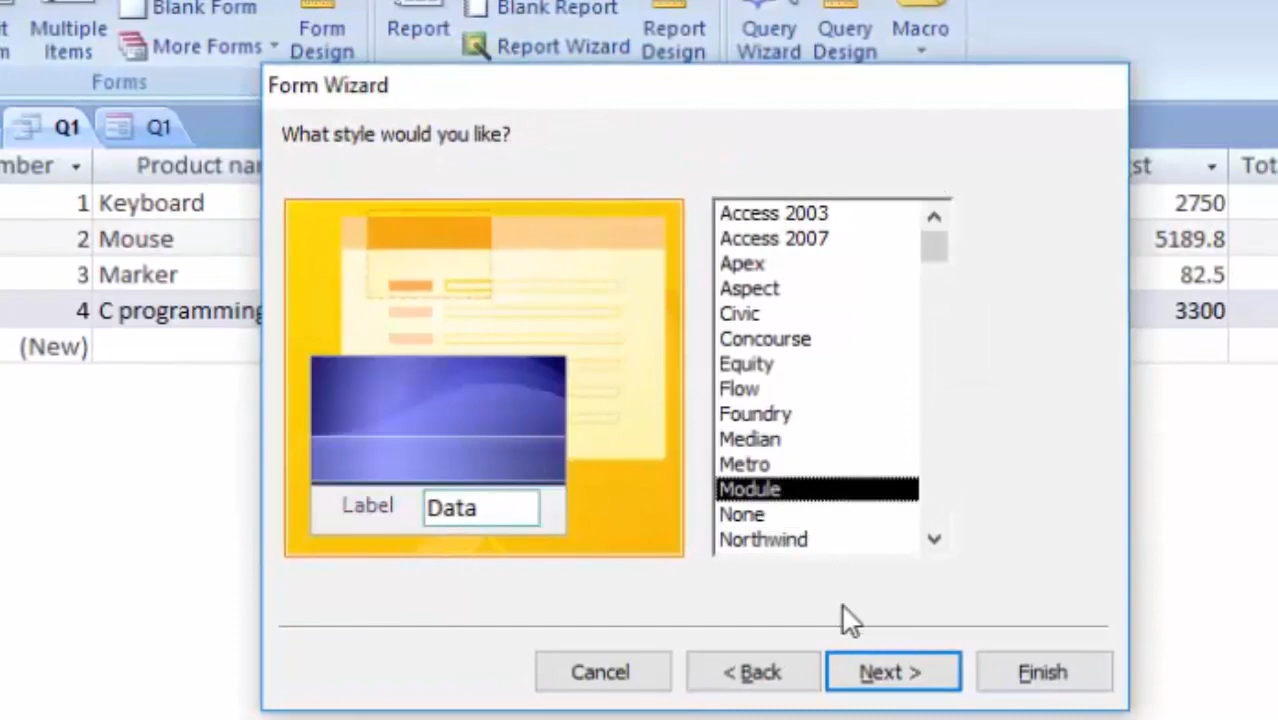 Blank Form
Blank Report
Multiple
Items
More Forms
Form
Design
Report
Report Wizard
Report
Design
Query
Wizard
Query
Design
Macro
Forms
Q1
Q1
mber
Product nam
st
Tot
1 Keyboard 2750
2 Mouse 5189.8
3 Marker 82.5
4 C programming 3300
(New)
Form Wizard
What style would you like?
Label
Data
Access 2003
Access 2007
Apex
Aspect
Civic
Concourse
Equity
Flow
Foundry
Median
Metro
Module
None
Northwind
Cancel
< Back
Next >
Finish